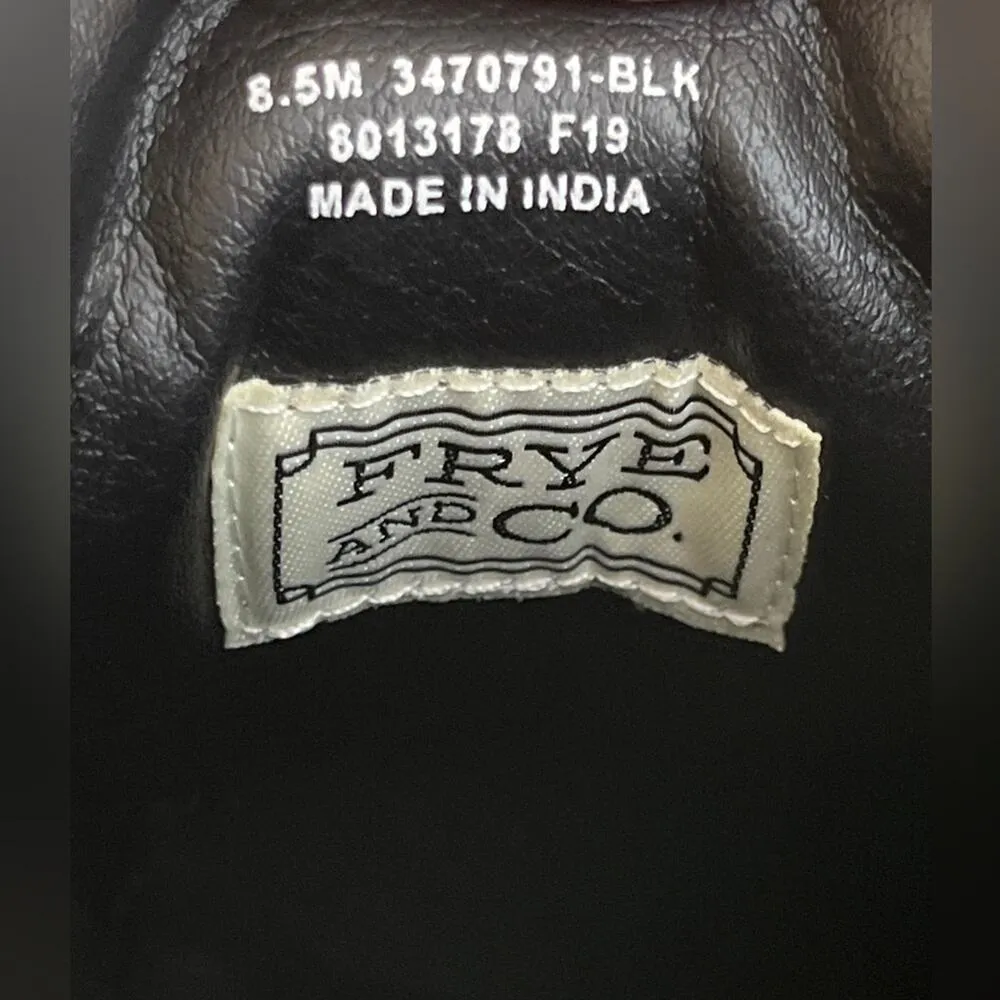 8.5M 3470791-BLK
8013178 F19
MADE IN INDIA
FRYE
AND CO.